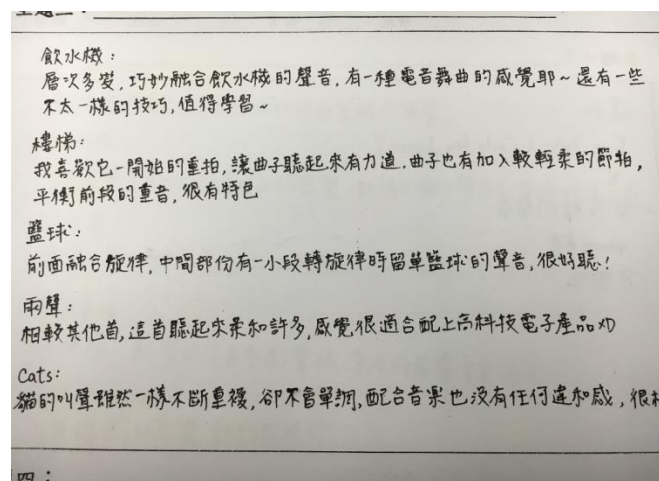 主題三：
飲水機：
層次多變，巧妙融合飲水機的聲音，有一種電音舞曲的感覺耶～還有一些
不太一樣的技巧，值得學習～
樓梯：
我喜歡它一開始的重拍，讓曲子聽起來有力道，曲子也有加入較輕柔的節拍，
平衡前段的重音，很有特色
籃球：
前面融合旋律，中間部份有一小段轉旋律時留單籃球的聲音，很好聽！
雨聲：
相較其他首，這首聽起來柔和許多，感覺很適合配上高科技電子產品XD
Cats：
貓的叫聲雖然一樣不斷重複，卻不會單調，配合音樂也沒有任何違和感，很
四：